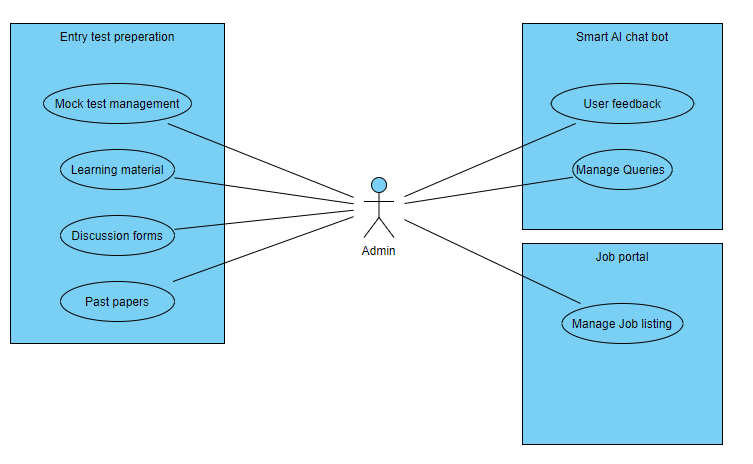 Entry test preperation
Mock test management
Learning material
Discussion forms
Past papers
Admin
Smart AI chat bot
User feedback
Manage Queries
Job portal
Manage Job listing